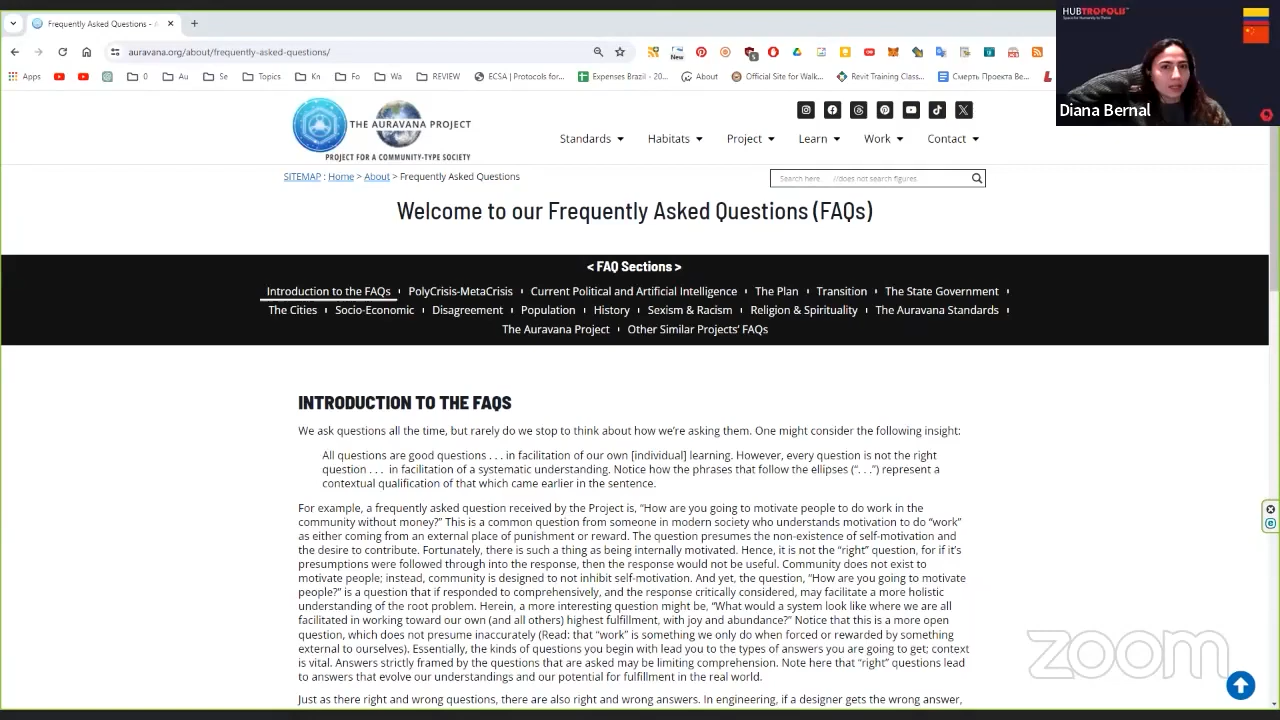 Frequently Asked Questions - A
auravana.org/about/frequently-asked-questions/
New
Apps
0
Au
Se
Topics
Kn
Fo
Wa
REVIEW
ECSA | Protocols for...
Expenses Brazil - 20...
About
Official Site for Walk...
Revit Training Class...
Смерть Проекта Ве...
HUBTROPOLIS
Space for Humanity to Thrive
Diana Bernal
THE AURAVANA PROJECT
PROJECT FOR A COMMUNITY-TYPE SOCIETY
Standards
Habitats
Project
Learn
Work
Contact
SITEMAP : Home > About > Frequently Asked Questions
Search here //does not search figures
Welcome to our Frequently Asked Questions (FAQs)
< FAQ Sections >
Introduction to the FAQs PolyCrisis-MetaCrisis Current Political and Artificial Intelligence The Plan Transition The State Government
The Cities Socio-Economic Disagreement Population History Sexism & Racism Religion & Spirituality The Auravana Standards
The Auravana Project Other Similar Projects' FAQs
INTRODUCTION TO THE FAQS
We ask questions all the time, but rarely do we stop to think about how we're asking them. One might consider the following insight:
All questions are good questions . . . in facilitation of our own [individual] learning. However, every question is not the right
question . . . in facilitation of a systematic understanding. Notice how the phrases that follow the ellipses (". . .") represent a
contextual qualification of that which came earlier in the sentence.
For example, a frequently asked question received by the Project is, "How are you going to motivate people to do work in the
community without money?" This is a common question from someone in modern society who understands motivation to do "work"
as either coming from an external place of punishment or reward. The question presumes the non-existence of self-motivation and
the desire to contribute. Fortunately, there is such a thing as being internally motivated. Hence, it is not the "right" question, for if it's
presumptions were followed through into the response, then the response would not be useful. Community does not exist to
motivate people; instead, community is designed to not inhibit self-motivation. And yet, the question, "How are you going to motivate
people?" is a question that if responded to comprehensively, and the response critically considered, may facilitate a more holistic
understanding of the root problem. Herein, a more interesting question might be, "What would a system look like where we are all
facilitated in working toward our own (and all others) highest fulfillment, with joy and abundance?" Notice that this is a more open
question, which does not presume inaccurately (Read: that "work" is something we only do when forced or rewarded by something
external to ourselves). Essentially, the kinds of questions you begin with lead you to the types of answers you are going to get; context
is vital. Answers strictly framed by the questions that are asked may be limiting comprehension. Note here that "right" questions lead
to answers that evolve our understandings and our potential for fulfillment in the real world.
Just as there right and wrong questions, there are also right and wrong answers. In engineering, if a designer gets the wrong answer,
zoom